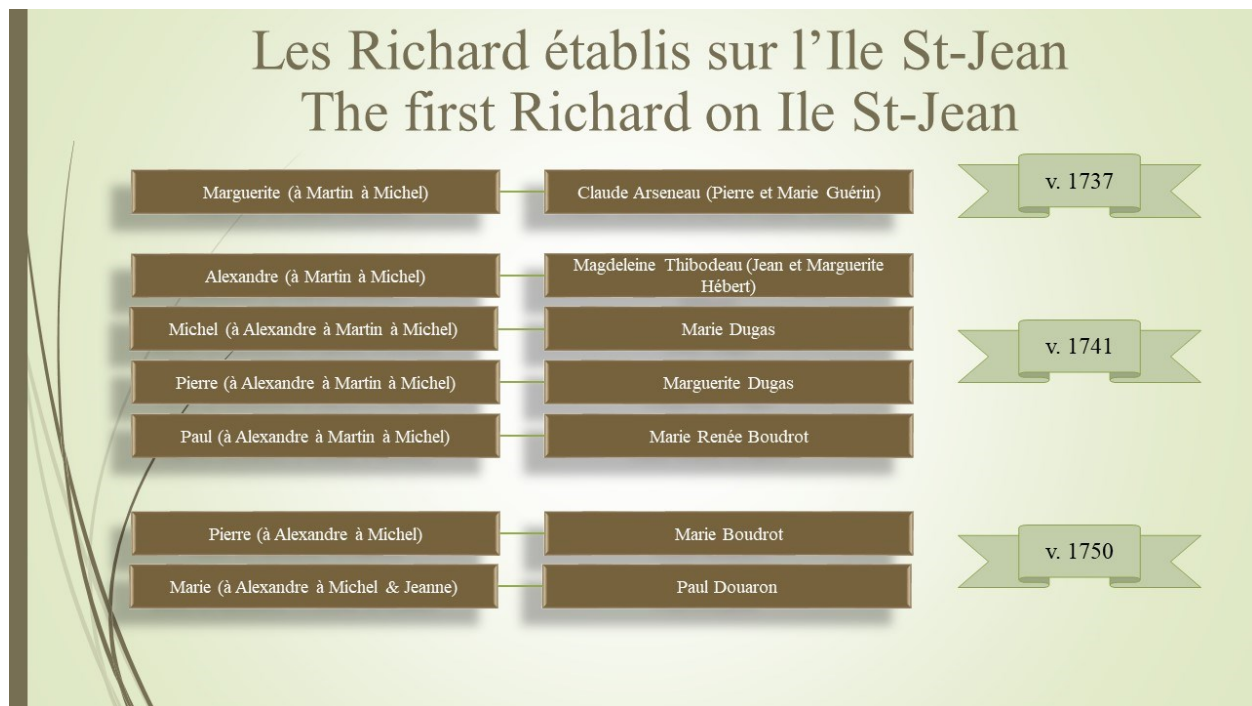 Les Richard établis sur l’Ile St-Jean
The first Richard on Ile St-Jean
Marguerite (à Martin à Michel)
Claude Arseneau (Pierre et Marie Guérin)
v. 1737
Alexandre (à Martin à Michel)
Magdeleine Thibodeau (Jean et Marguerite
Hébert)
Michel (à Alexandre à Martin à Michel)
Marie Dugas
v. 1741
Pierre (à Alexandre à Martin à Michel)
Marguerite Dugas
Paul (à Alexandre à Martin à Michel)
Marie Renée Boudrot
Pierre (à Alexandre à Michel)
Marie Boudrot
v. 1750
Marie (à Alexandre à Michel & Jeanne)
Paul Douaron